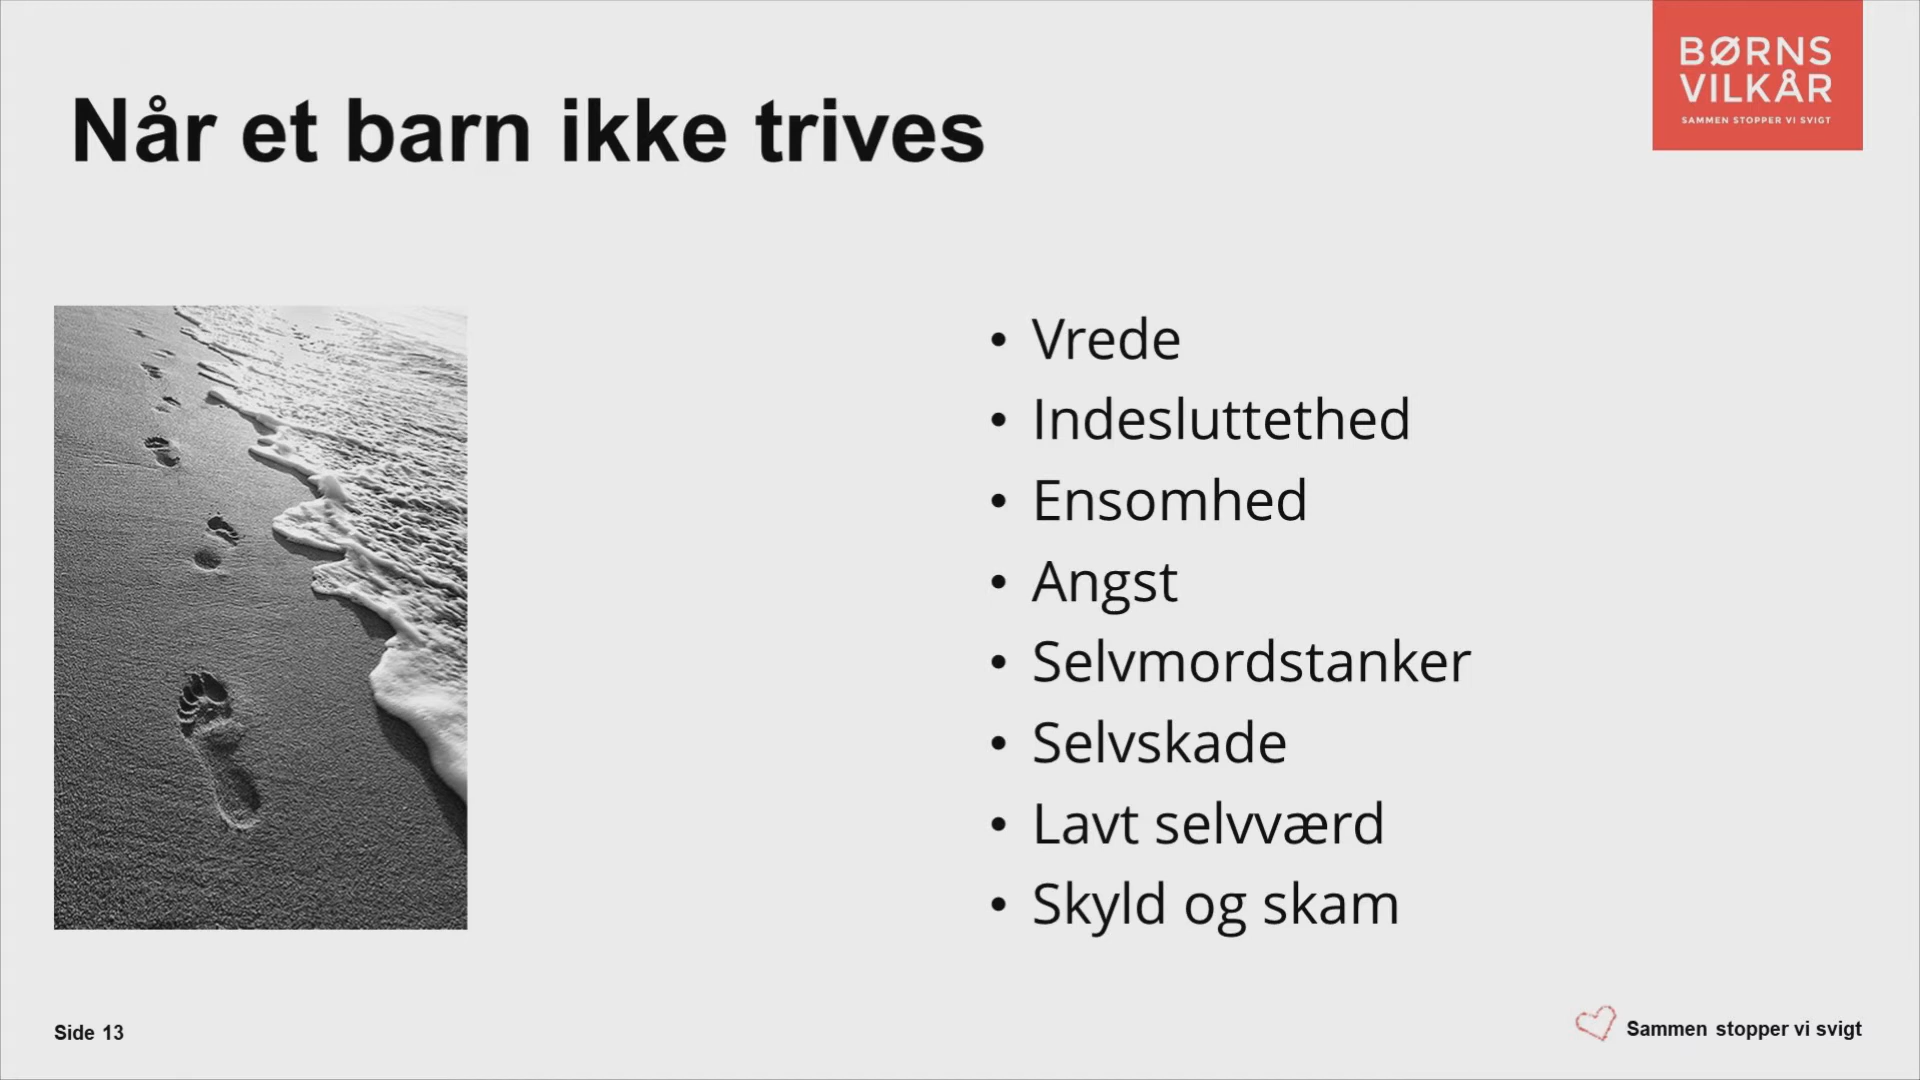 BØRNS
VILKÅR
SAMMEN STOPPER VI SVIGT
Når et barn ikke trives
• Vrede
• Indesluttethed
• Ensomhed
• Angst
• Selvmordstanker
• Selvskade
• Lavt selvværd
• Skyld og skam
Side 13
Sammen stopper vi svigt